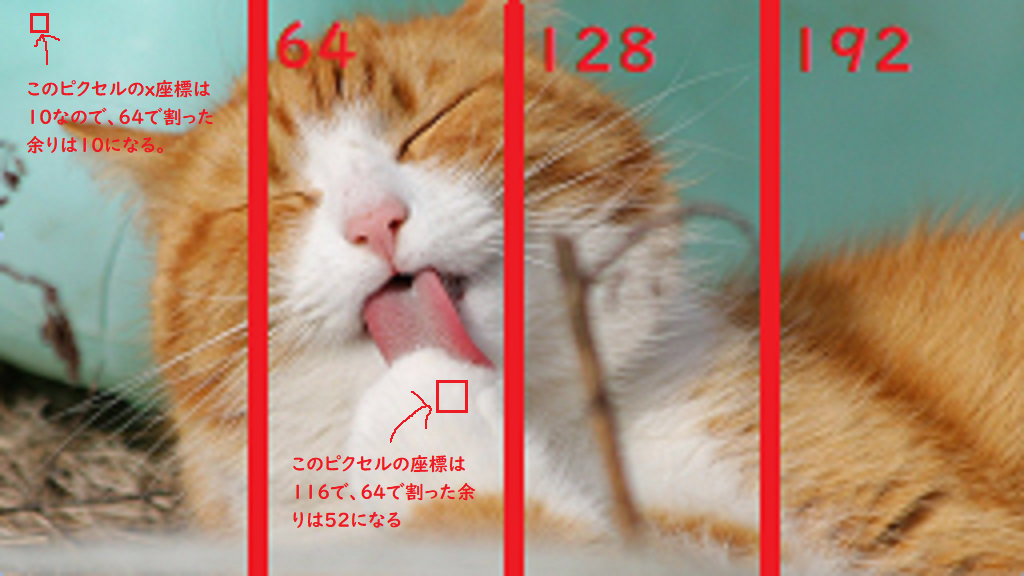 64
128
192
このピクセルのx座標は
10なので、64で割った
余りは10になる。
このピクセルの座標は
116で、64で割った余
りは52になる